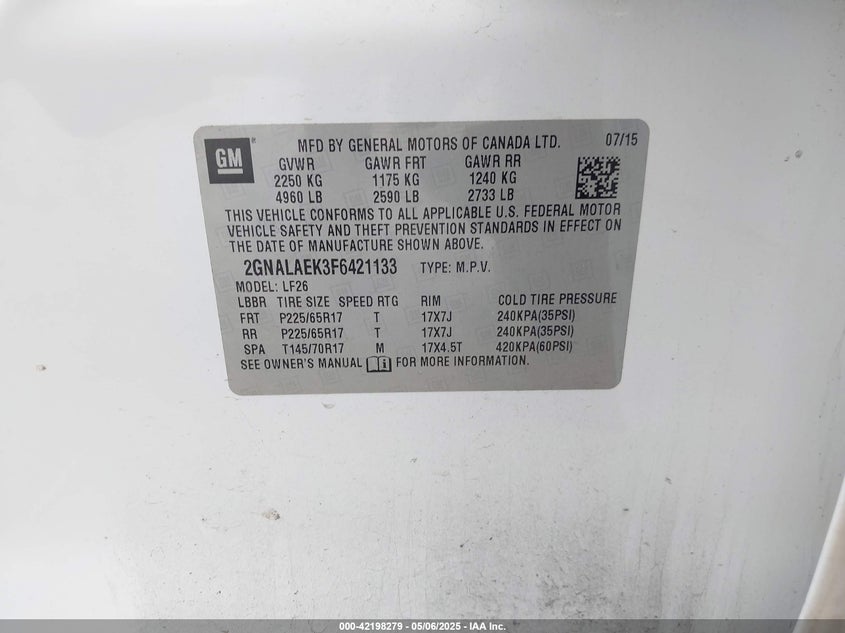 GM ® MFD BY GENERAL MOTORS OF CANADA LTD. 07/15
GVWR GAWR FRT GAWR RR
2250 KG 1175 KG 1240 KG
4960 LB 2590 LB 2733 LB
THIS VEHICLE CONFORMS TO ALL APPLICABLE U.S. FEDERAL MOTOR
VEHICLE SAFETY AND THEFT PREVENTION STANDARDS IN EFFECT ON
THE DATE OF MANUFACTURE SHOWN ABOVE.
2GNALAEK3F6421133 TYPE: M.P.V.
MODEL: LF26
LBBR TIRE SIZE SPEED RTG RIM COLD TIRE PRESSURE
FRT P225/65R17 T 17X7J 240KPA(35PSI)
RR P225/65R17 T 17X7J 240KPA(35PSI)
SPA T145/70R17 M 17X4.5T 420KPA(60PSI)
SEE OWNER'S MANUAL FOR MORE INFORMATION.
000-42198279 - 05/06/2025 - IAA Inc.